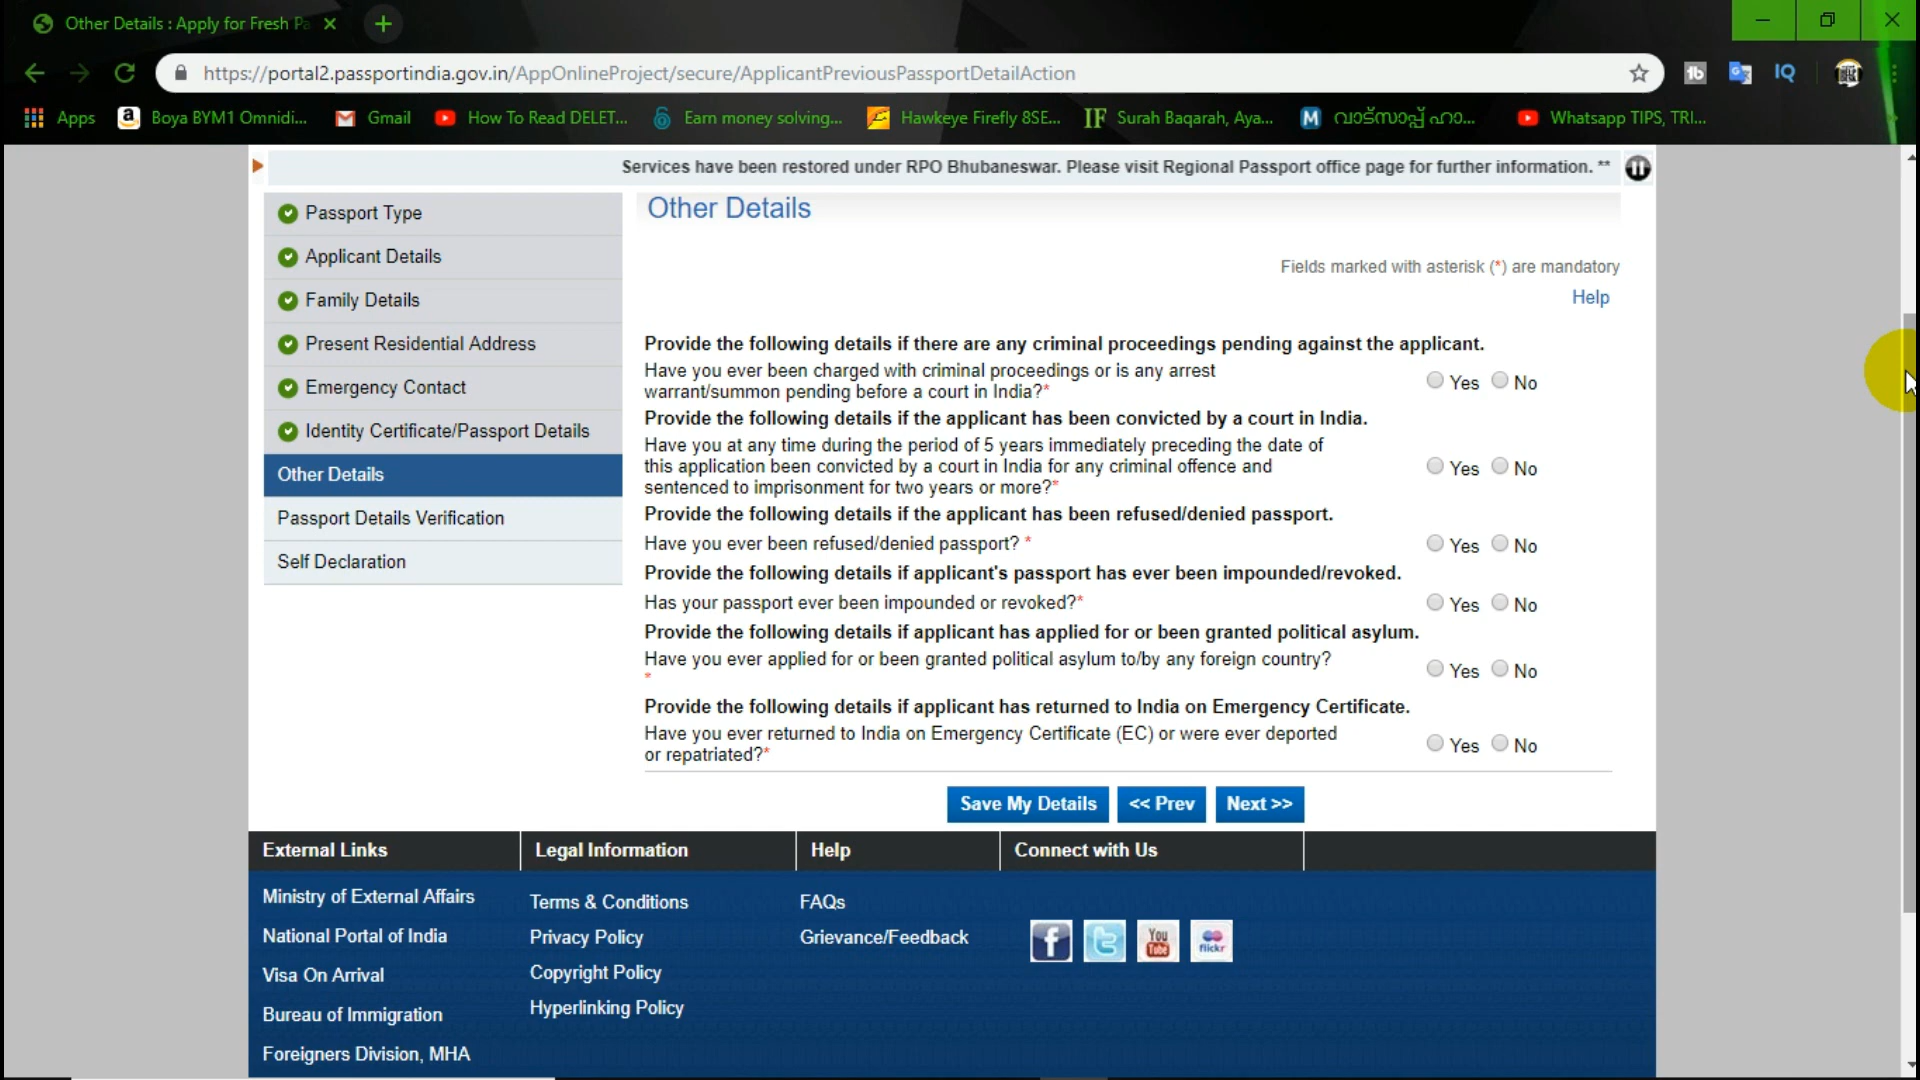 Other Details : Apply for Fresh Pa
https://portal2.passportindia.gov.in/AppOnlineProject/secure/ApplicantPreviousPassportDetailAction
Apps
Boya BYM1 Omnidi...
Gmail
How To Read DELET...
Earn money solving...
Hawkeye Firefly 8SE...
IF Surah Baqarah, Aya...
M വാട്സാപ്പ് ഹാ...
Whatsapp TIPS, TRI...
Services have been restored under RPO Bhubaneswar. Please visit Regional Passport office page for further information. **
Passport Type
Applicant Details
Family Details
Present Residential Address
Emergency Contact
Identity Certificate/Passport Details
Other Details
Passport Details Verification
Self Declaration
Other Details
Fields marked with asterisk (*) are mandatory
Help
Provide the following details if there are any criminal proceedings pending against the applicant.
Have you ever been charged with criminal proceedings or is any arrest
warrant/summon pending before a court in India?*
Yes No
Provide the following details if the applicant has been convicted by a court in India.
Have you at any time during the period of 5 years immediately preceding the date of
this application been convicted by a court in India for any criminal offence and
sentenced to imprisonment for two years or more?*
Yes No
Provide the following details if the applicant has been refused/denied passport.
Have you ever been refused/denied passport? *
Yes No
Provide the following details if applicant's passport has ever been impounded/revoked.
Has your passport ever been impounded or revoked?*
Yes No
Provide the following details if applicant has applied for or been granted political asylum.
Have you ever applied for or been granted political asylum to/by any foreign country?
*
Yes No
Provide the following details if applicant has returned to India on Emergency Certificate.
Have you ever returned to India on Emergency Certificate (EC) or were ever deported
or repatriated?*
Yes No
Save My Details
<< Prev
Next >>
External Links
Legal Information
Help
Connect with Us
Ministry of External Affairs
National Portal of India
Visa On Arrival
Bureau of Immigration
Foreigners Division, MHA
Terms & Conditions
Privacy Policy
Copyright Policy
Hyperlinking Policy
FAQs
Grievance/Feedback
You Tube
flickr